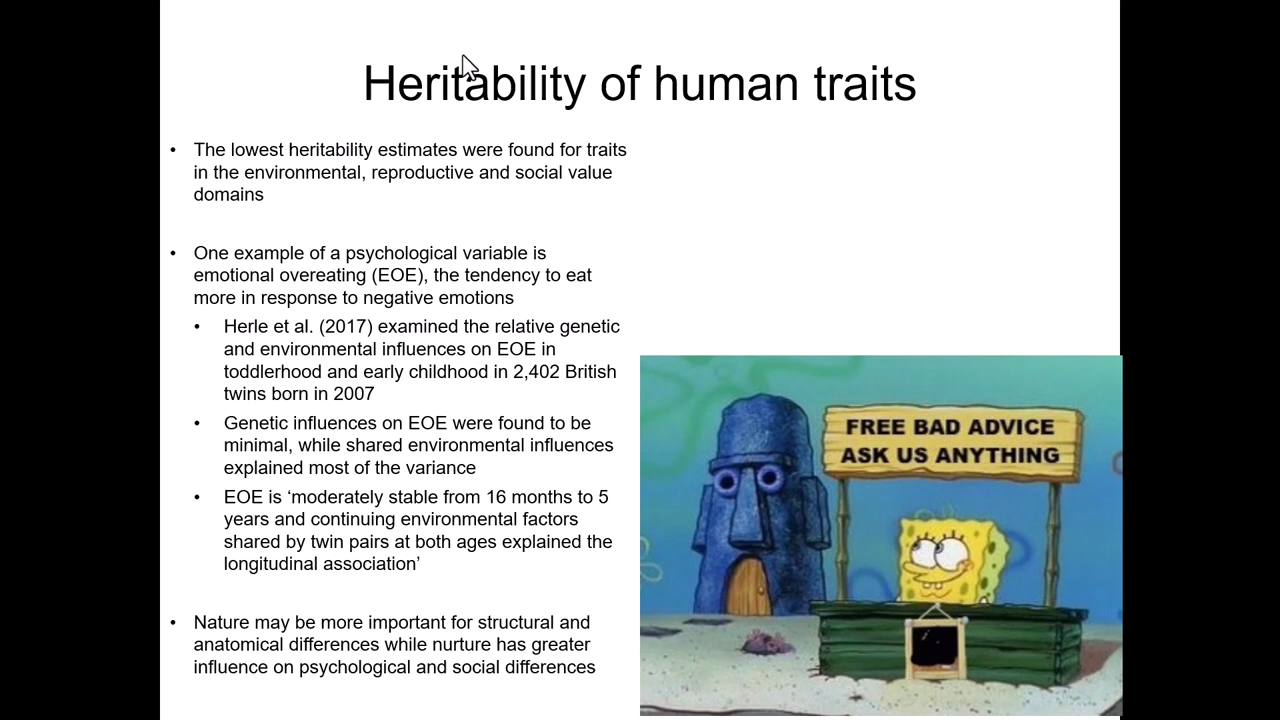 Heritability of human traits
• The lowest heritability estimates were found for traits
in the environmental, reproductive and social value
domains
• One example of a psychological variable is
emotional overeating (EOE), the tendency to eat
more in response to negative emotions
• Herle et al. (2017) examined the relative genetic
and environmental influences on EOE in
toddlerhood and early childhood in 2,402 British
twins born in 2007
• Genetic influences on EOE were found to be
minimal, while shared environmental influences
explained most of the variance
• EOE is ‘moderately stable from 16 months to 5
years and continuing environmental factors
shared by twin pairs at both ages explained the
longitudinal association’
• Nature may be more important for structural and
anatomical differences while nurture has greater
influence on psychological and social differences
FREE BAD ADVICE
ASK US ANYTHING